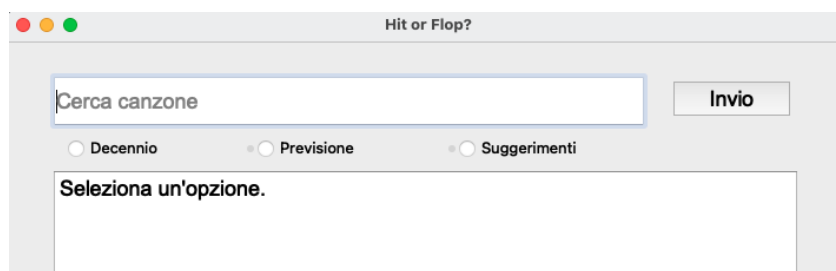 Hit or Flop?
Cerca canzone
Invio
Decennio
Previsione
Suggerimenti
Seleziona un'opzione.